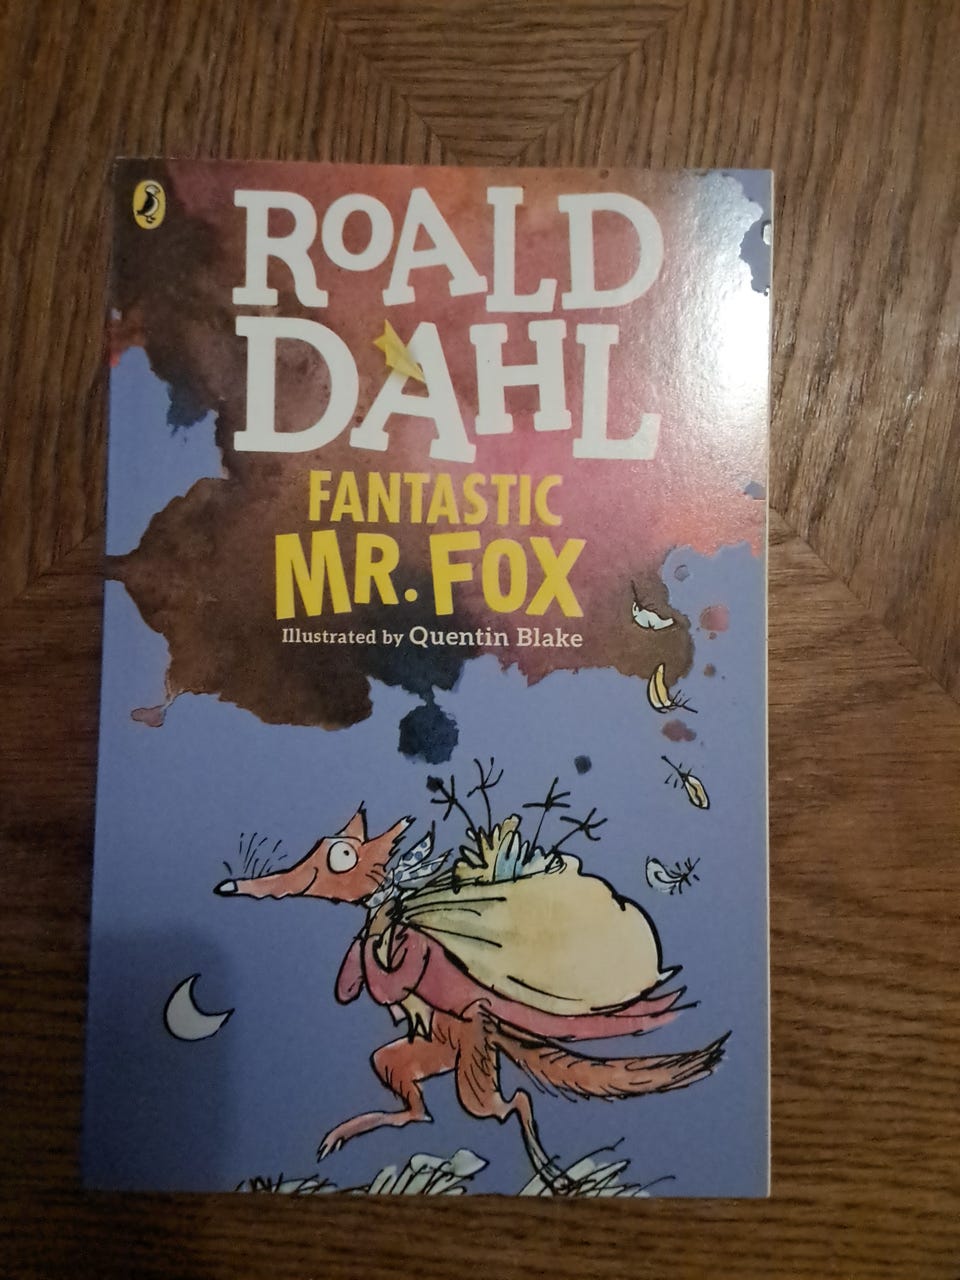 ROALD
DAHL
FANTASTIC
MR. FOX
Illustrated by Quentin Blake